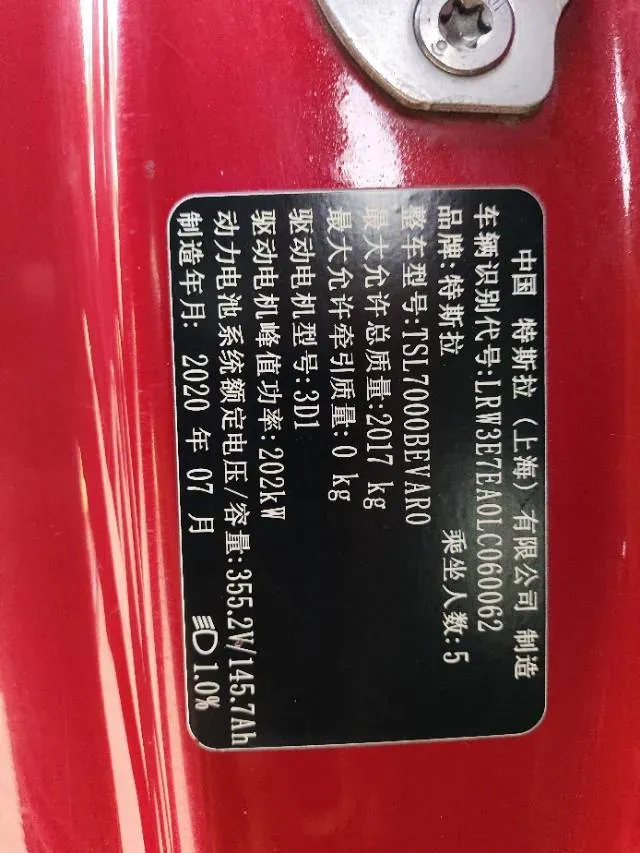 中国 特斯拉（上海）有限公司 制造
车辆识别代号:LRW3E7EA0LC060062
品牌:特斯拉 乘坐人数:5
整车型号:TSL7000BEVAR0
最大允许总质量:2017 kg
最大允许牵引质量:0 kg
驱动电机型号:3D1
驱动电机峰值功率:202kW
动力电池系统额定电压/容量:355.2V/145.7Ah
制造年月: 2020 年 07 月 1.0%